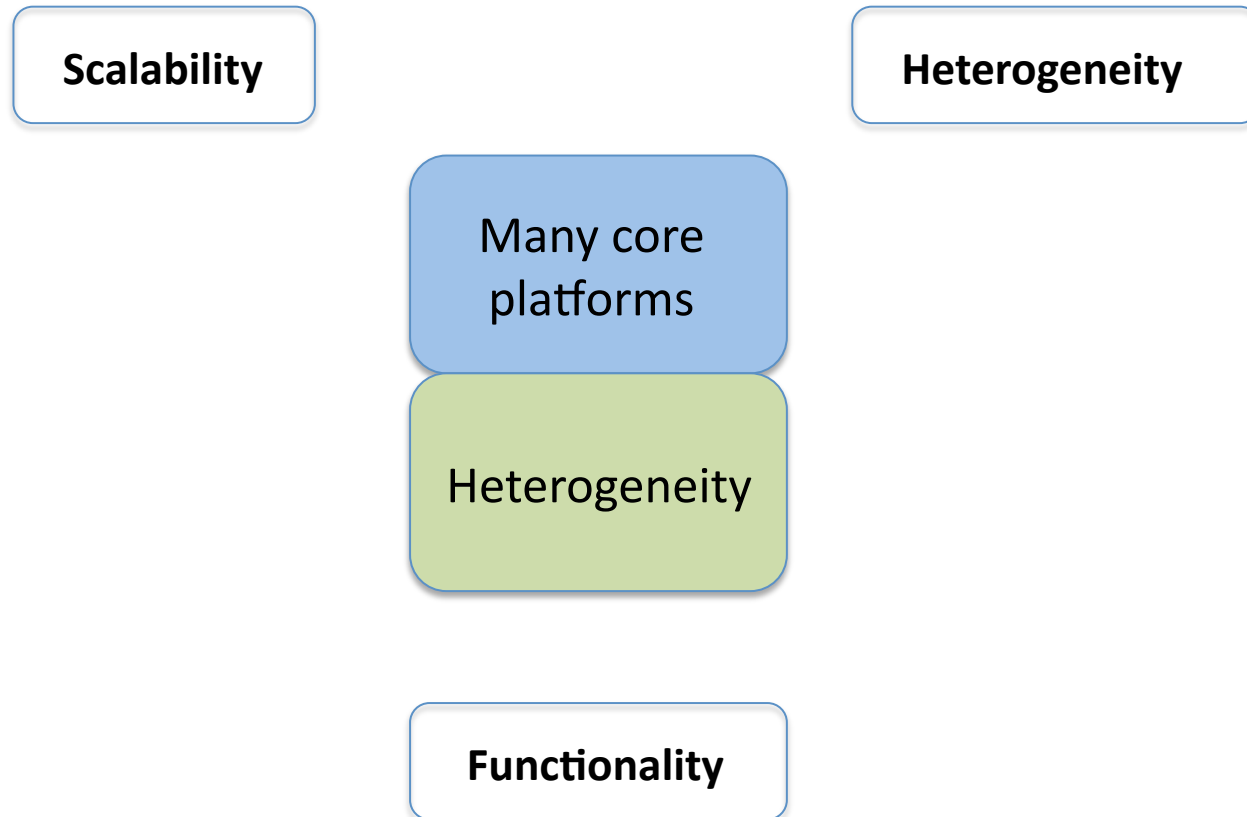 Scalability
Heterogeneity
Many core
platforms
Heterogeneity
Functionality